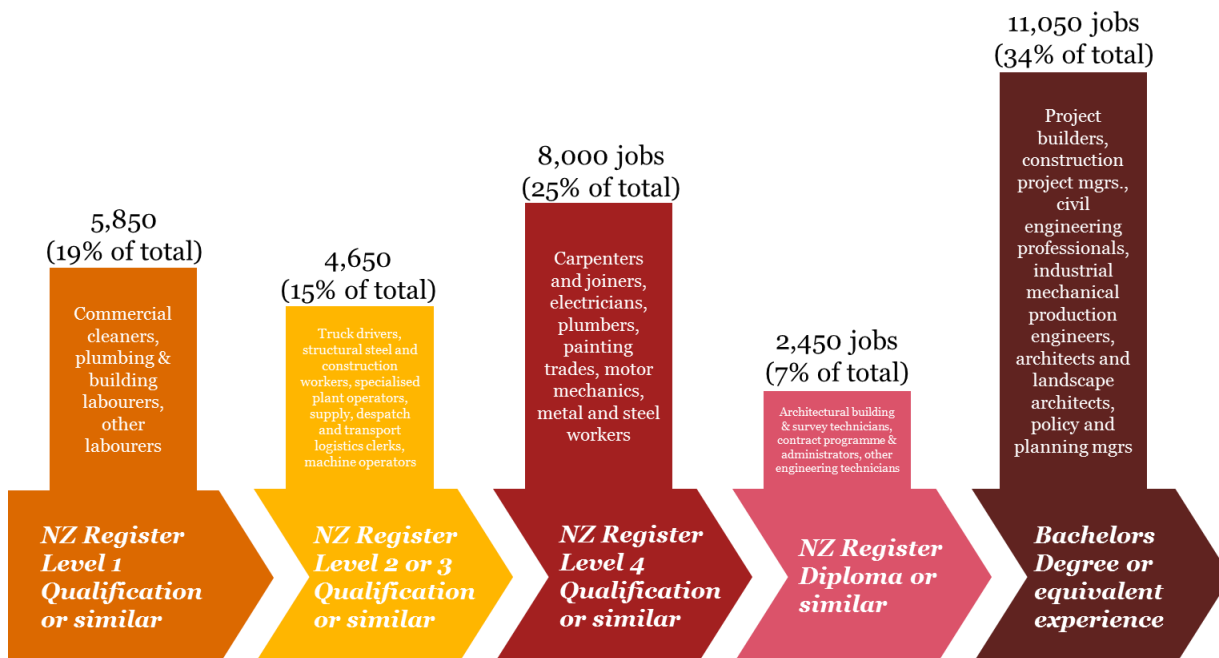 5,850
(19% of total)
Commercial
cleaners,
plumbing &
building
labourers,
other
labourers
NZ Register
Level 1
Qualification
or similar
4,650
(15% of total)
Truck drivers,
structural steel and
construction
workers, specialised
plant operators,
supply, despatch
and transport
logistics clerks,
machine operators
NZ Register
Level 2 or 3
Qualification
or similar
8,000 jobs
(25% of total)
Carpenters
and joiners,
electricians,
plumbers,
painting
trades, motor
mechanics,
metal and steel
workers
NZ Register
Level 4
Qualification
or similar
2,450 jobs
(7% of total)
Architectural building
& survey technicians,
contract programme &
administrators, other
engineering technicians
NZ Register
Diploma or
similar
11,050 jobs
(34% of total)
Project
builders,
construction
project mgrs.,
civil
engineering
professionals,
industrial
mechanical
production
engineers,
architects and
landscape
architects,
policy and
planning mgrs
Bachelors
Degree or
equivalent
experience